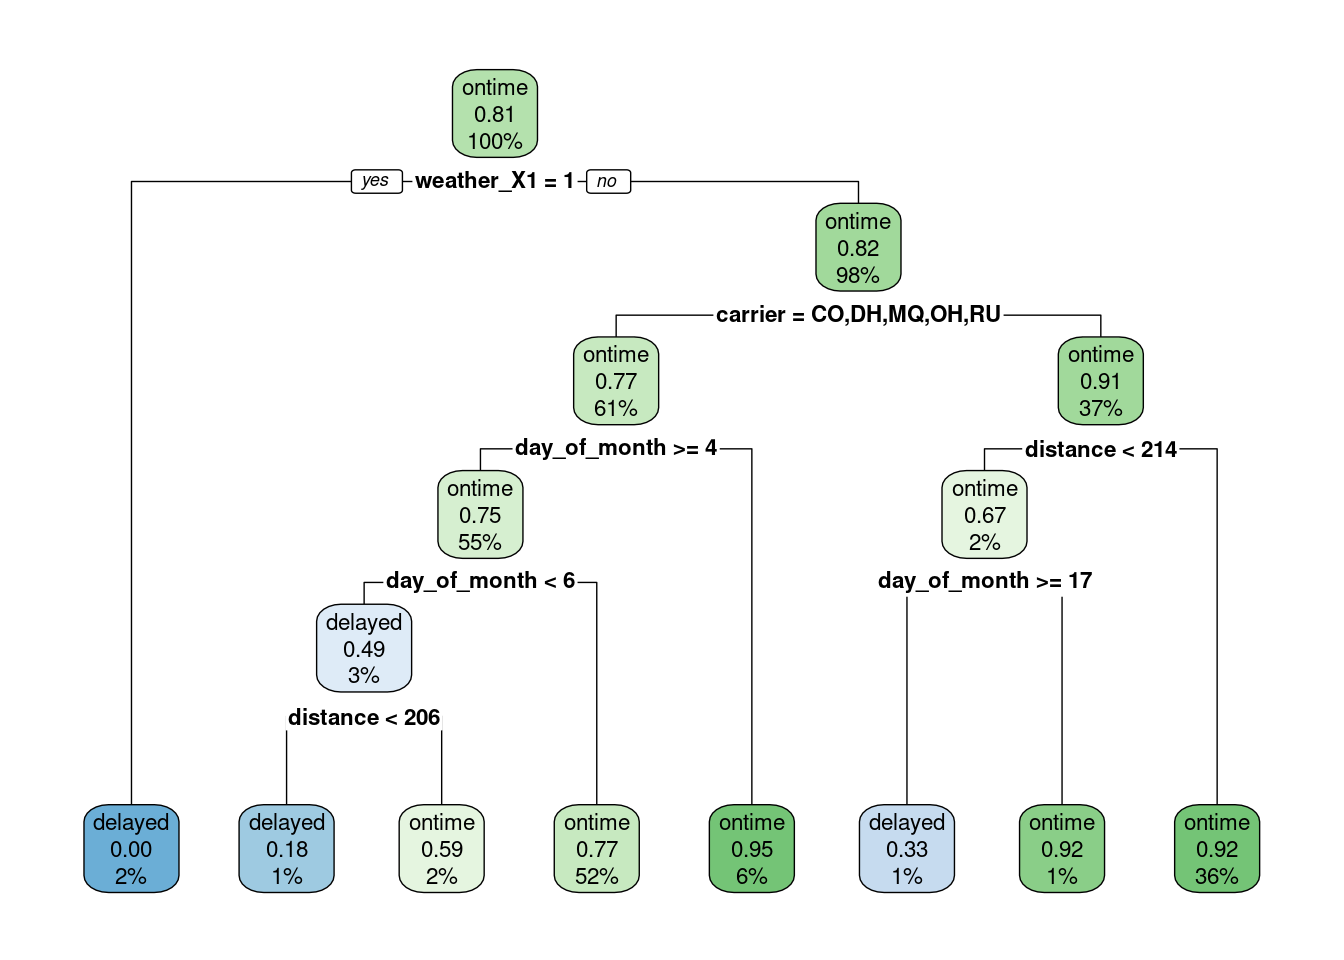 ontime
0.81
100%
yes weather_X1 = 1 no
ontime
0.82
98%
carrier = CO,DH,MQ,OH,RU
ontime
0.77
61%
ontime
0.91
37%
day_of_month >= 4
distance < 214
ontime
0.75
55%
ontime
0.67
2%
day_of_month < 6
day_of_month >= 17
delayed
0.49
3%
distance < 206
delayed
0.00
2%
delayed
0.18
1%
ontime
0.59
2%
ontime
0.77
52%
ontime
0.95
6%
delayed
0.33
1%
ontime
0.92
1%
ontime
0.92
36%